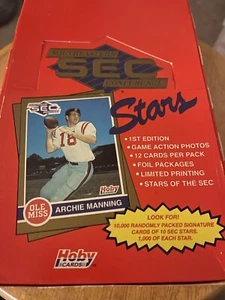 SOUTHEASTERN
SEC
CONFERENCE
Stars
SEC
18
Hoby
OLE MISS
ARCHIE MANNING
• 1ST EDITION
• GAME ACTION PHOTOS
• 12 CARDS PER PACK
• FOIL PACKAGES
• LIMITED PRINTING
• STARS OF THE SEC
LOOK FOR!
10,000 RANDOMLY PACKED SIGNATURE
CARDS OF 10 SEC STARS.
1,000 OF EACH STAR.
Hoby
CARDS